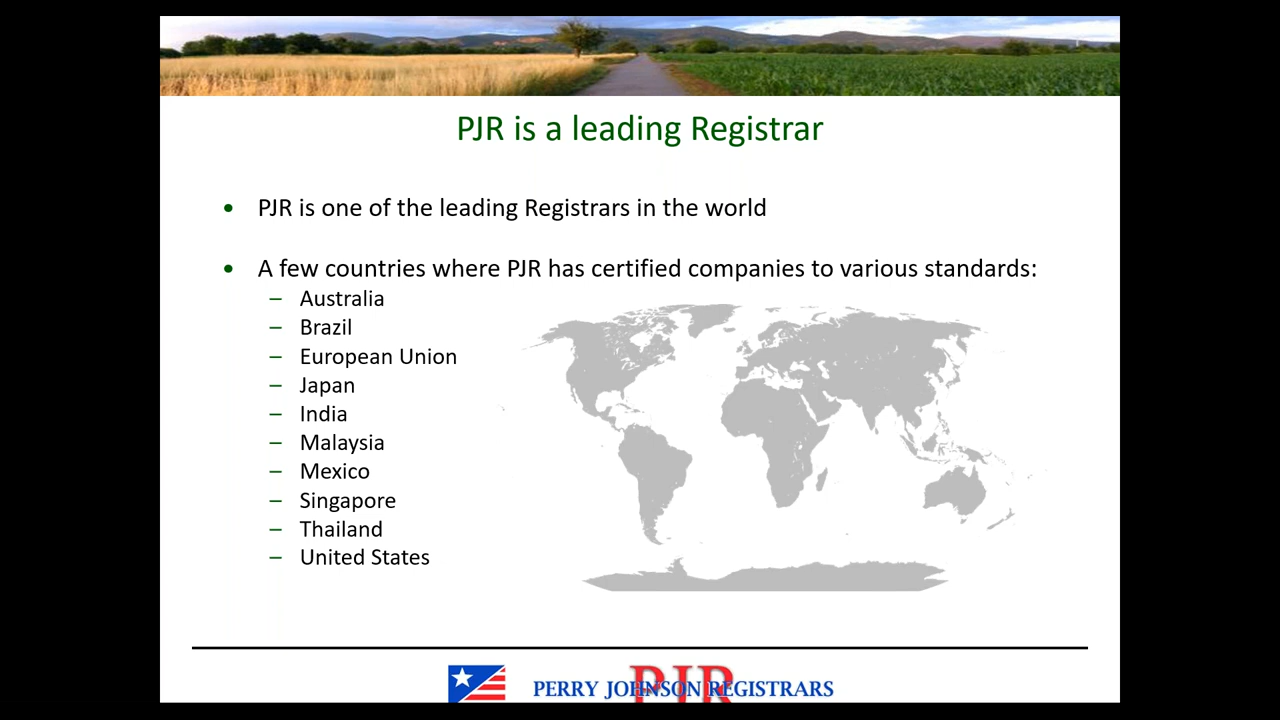 PJR is a leading Registrar
• PJR is one of the leading Registrars in the world
• A few countries where PJR has certified companies to various standards:
– Australia
– Brazil
– European Union
– Japan
– India
– Malaysia
– Mexico
– Singapore
– Thailand
– United States
PJR
PERRY JOHNSON REGISTRARS